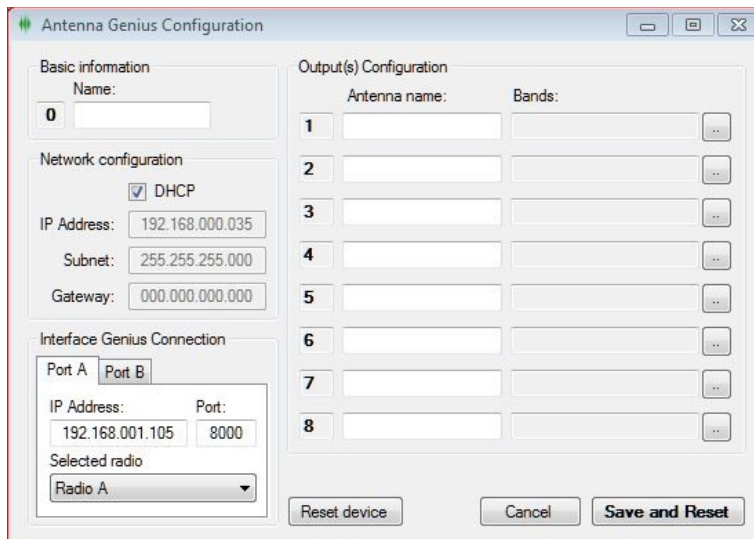 Antenna Genius Configuration
Basic information
Name:
0
Network configuration
DHCP
IP Address: 192.168.000.035
Subnet: 255.255.255.000
Gateway: 000.000.000.000
Interface Genius Connection
Port A Port B
IP Address: Port:
192.168.001.105 8000
Selected radio
Radio A
Output(s) Configuration
Antenna name: Bands:
1 ..
2 ..
3 ..
4 ..
5 ..
6 ..
7 ..
8 ..
Reset device Cancel Save and Reset